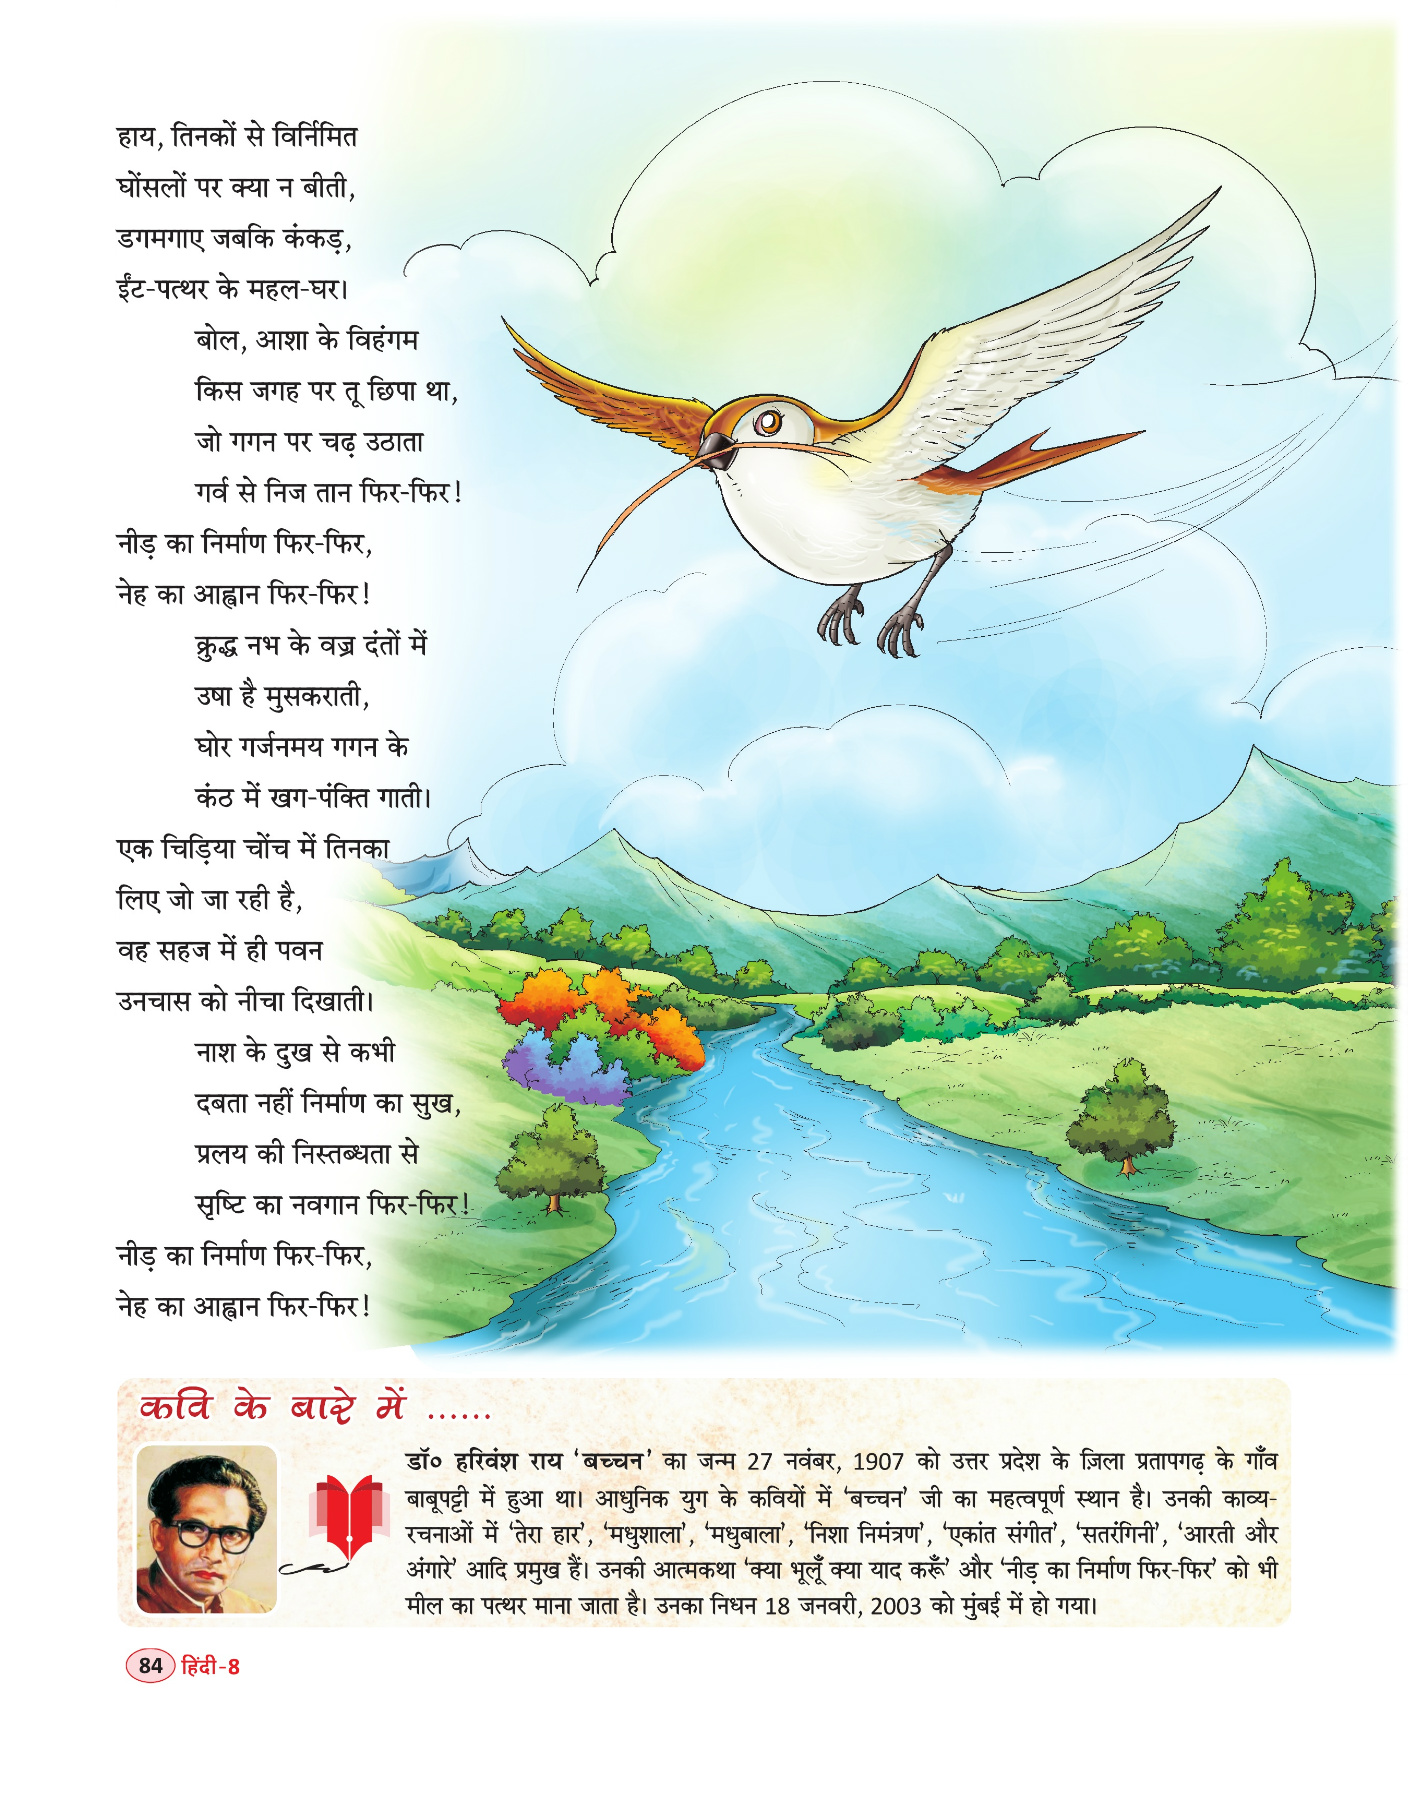 हाय, तिनकों से विनिर्मित
घोंसलों पर क्या न बीती,
डगमगाए जबकि कंकड़,
ईंट-पत्थर के महल-घर।
बोल, आशा के विहंगम
किस जगह पर तू छिपा था,
जो गगन पर चढ़ उठाता
गर्व से निज तान फिर-फिर!
नीड़ का निर्माण फिर-फिर,
नेह का आह्वान फिर-फिर!
क्रुद्ध नभ के वज्र दंतों में
उषा है मुसकराती,
घोर गर्जनमय गगन के
कंठ में खग-पंक्ति गाती।
एक चिड़िया चोंच में तिनका
लिए जो जा रही है,
वह सहज में ही पवन
उनचास को नीचा दिखाती।
नाश के दुख से कभी
दबता नहीं निर्माण का सुख,
प्रलय की निस्तब्धता से
सृष्टि का नवगान फिर-फिर!
नीड़ का निर्माण फिर-फिर,
नेह का आह्वान फिर-फिर!
कवि के बारे में ......
डॉ० हरिवंश राय ‘बच्चन’ का जन्म 27 नवंबर, 1907 को उत्तर प्रदेश के ज़िला प्रतापगढ़ के गाँव
बाबूपट्टी में हुआ था। आधुनिक युग के कवियों में ‘बच्चन’ जी का महत्वपूर्ण स्थान है। उनकी काव्य-
रचनाओं में ‘तेरा हार’, ‘मधुशाला’, ‘मधुबाला’, ‘निशा निमंत्रण’, ‘एकांत संगीत’, ‘सतरंगिनी’, ‘आरती और
अंगारे’ आदि प्रमुख हैं। उनकी आत्मकथा ‘क्या भूलूँ क्या याद करूँ’ और ‘नीड़ का निर्माण फिर-फिर’ को भी
मील का पत्थर माना जाता है। उनका निधन 18 जनवरी, 2003 को मुंबई में हो गया।
84 हिंदी-8